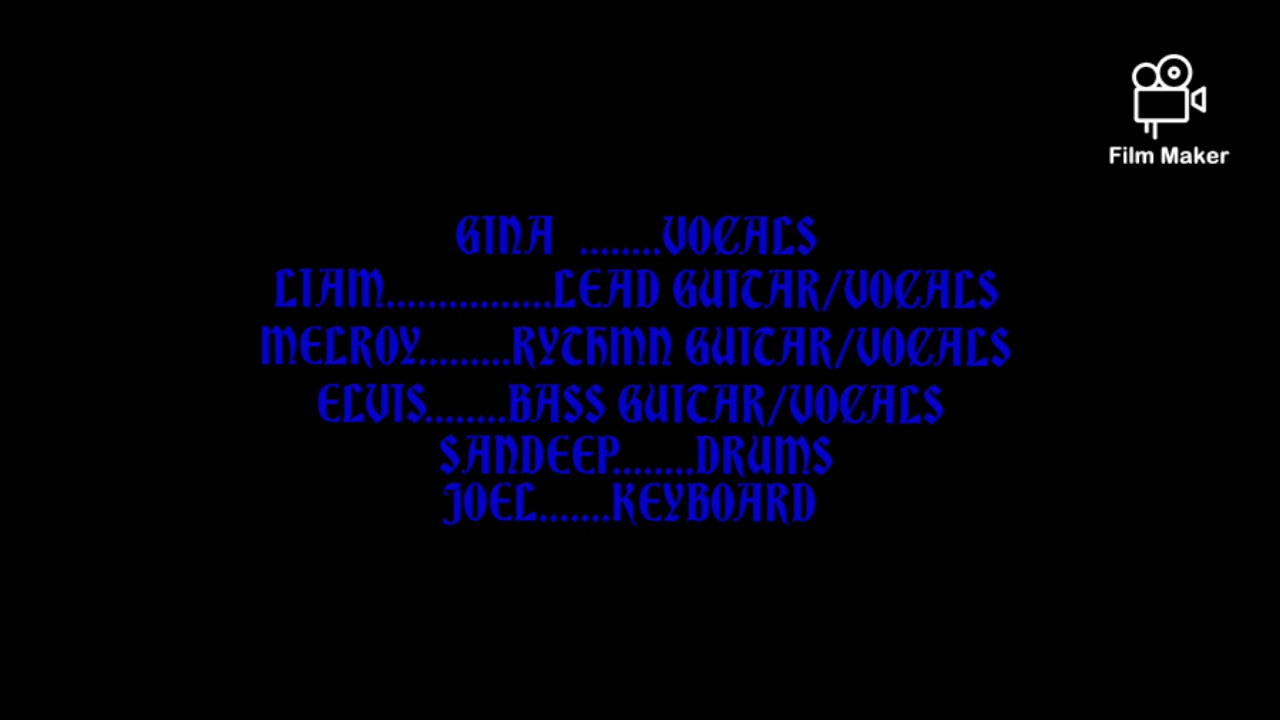 Film Maker
GINA ........VOCALS
LIAM................LEAD GUITAR/VOCALS
MELROY.........RYTHMN GUITAR/VOCALS
ELVIS........BASS GUITAR/VOCALS
SANDEEP........DRUMS
JOEL.......KEYBOARD